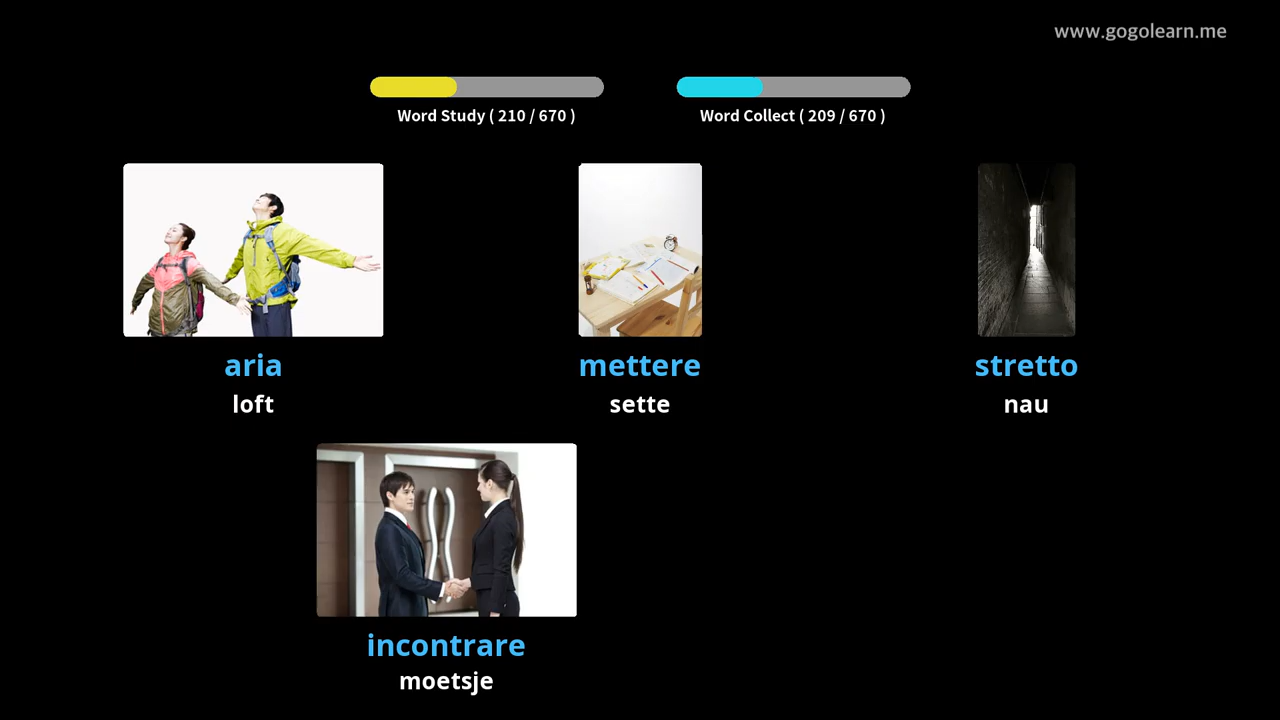 www.gogolearn.me
Word Study ( 210 / 670 )
Word Collect ( 209 / 670 )
aria
loft
mettere
sette
stretto
nau
incontrare
moetsje